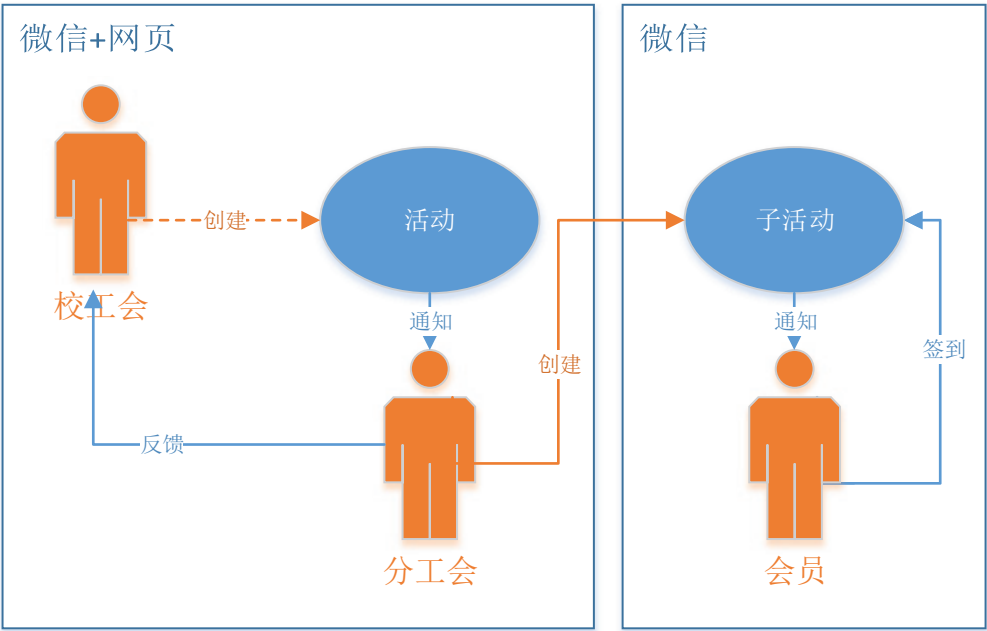 微信+网页
微信
创建
活动
子活动
校工会
通知
通知
创建
签到
反馈
分工会
会员